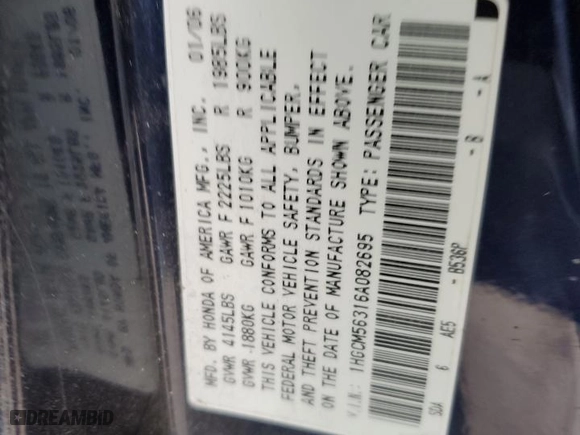 MFD. BY HONDA OF AMERICA MFG., INC. 01/06
GVWR 4145LBS GAWR F 2225LBS R 1985LBS
GVWR 1880KG GAWR F 1010KG R 900KG
THIS VEHICLE CONFORMS TO ALL APPLICABLE
FEDERAL MOTOR VEHICLE SAFETY, BUMPER,
AND THEFT PREVENTION STANDARDS IN EFFECT
ON THE DATE OF MANUFACTURE SHOWN ABOVE.
V.I.N.: 1HGCM56316A082695 TYPE: PASSENGER CAR
SDA 6 AE5 - B536P - B - A
DREAMBID